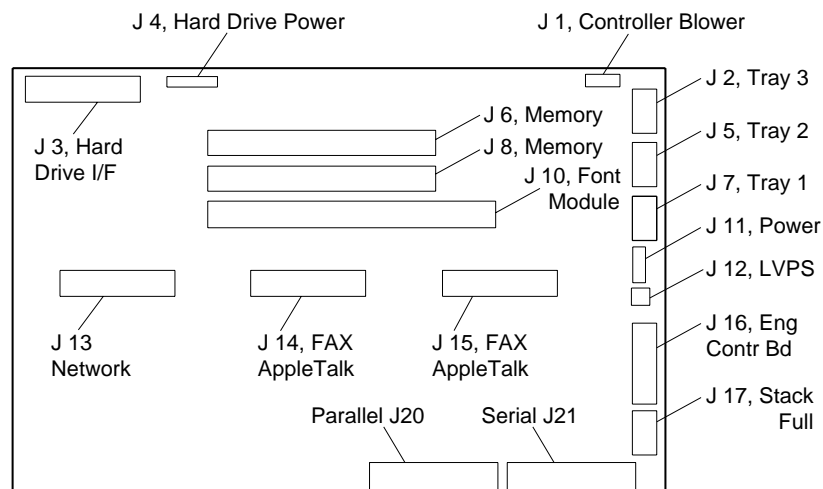 J 4, Hard Drive Power
J 1, Controller Blower
J 2, Tray 3
J 3, Hard
Drive I/F
J 6, Memory
J 5, Tray 2
J 8, Memory
J 10, Font
Module
J 7, Tray 1
J 11, Power
J 12, LVPS
J 13
Network
J 14, FAX
AppleTalk
J 15, FAX
AppleTalk
J 16, Eng
Contr Bd
J 17, Stack
Full
Parallel J20
Serial J21